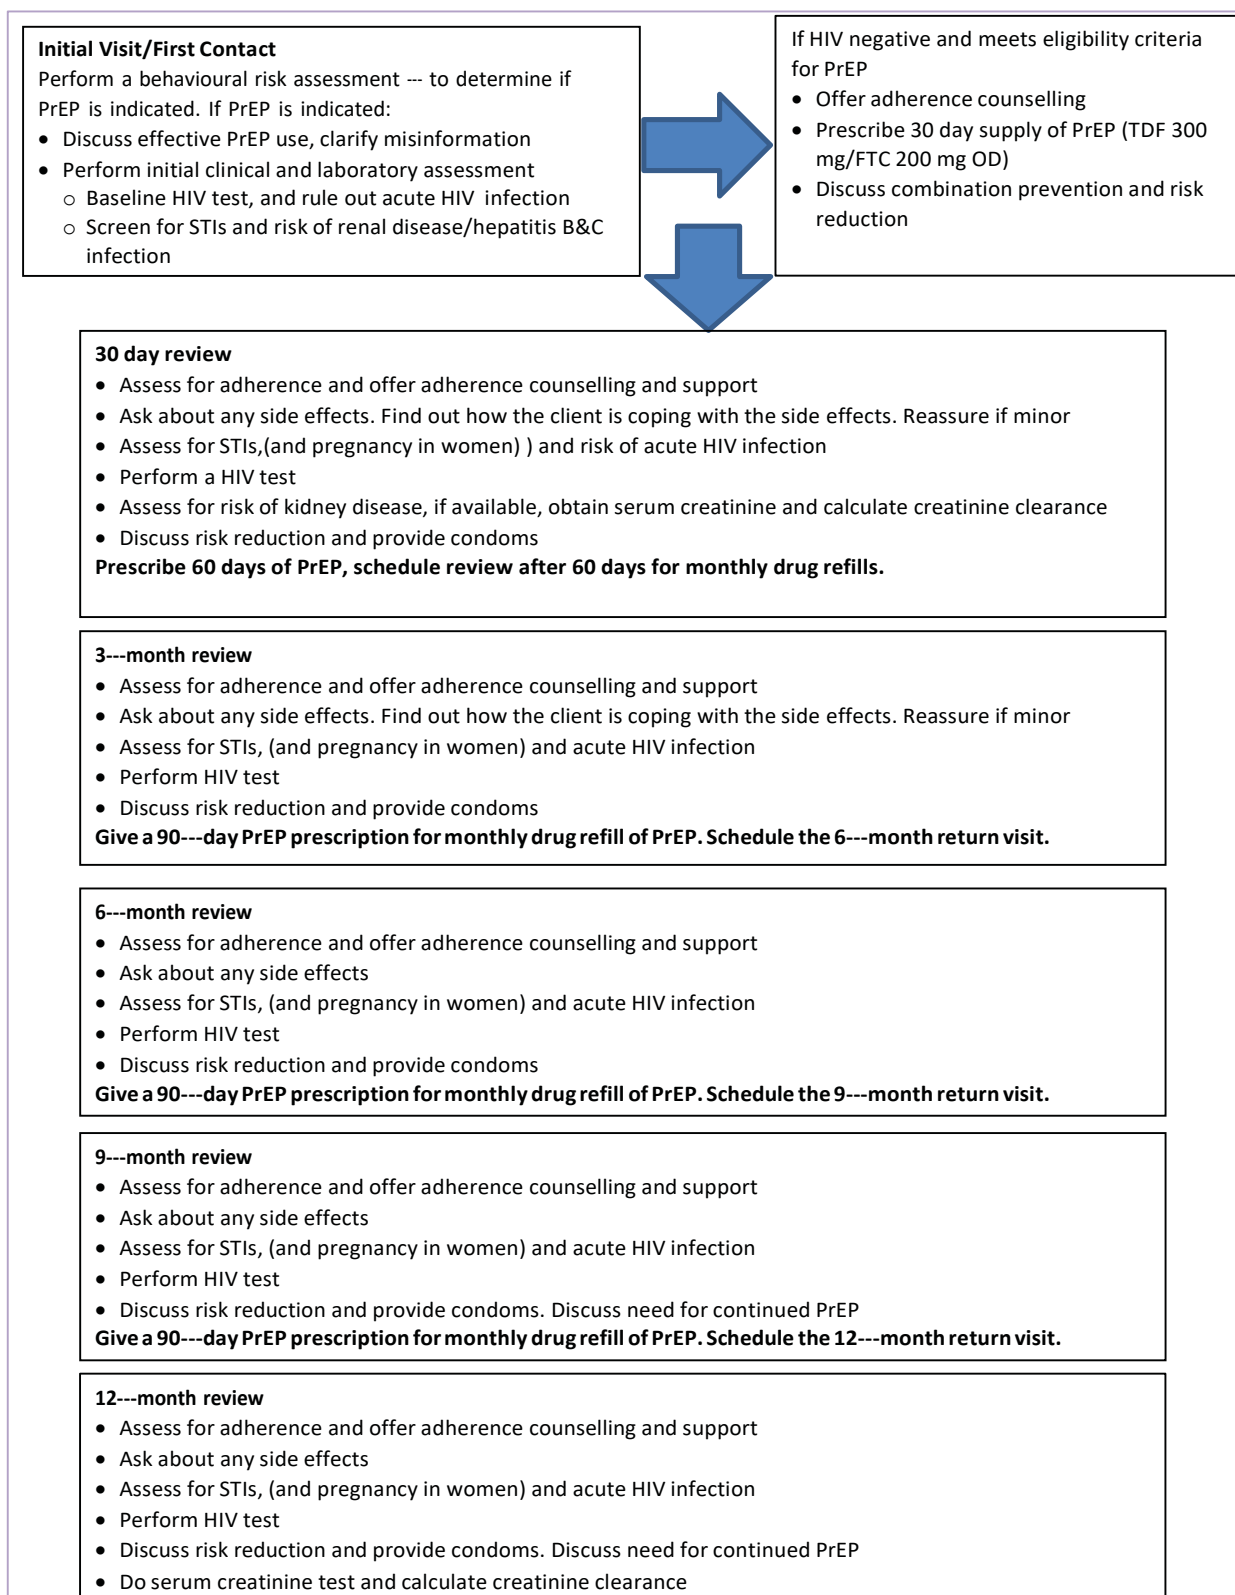 Initial Visit/First Contact
Perform a behavioural risk assessment --- to determine if
PrEP is indicated. If PrEP is indicated:
• Discuss effective PrEP use, clarify misinformation
• Perform initial clinical and laboratory assessment
o Baseline HIV test, and rule out acute HIV infection
o Screen for STIs and risk of renal disease/hepatitis B&C
infection
If HIV negative and meets eligibility criteria
for PrEP
• Offer adherence counselling
• Prescribe 30 day supply of PrEP (TDF 300
mg/FTC 200 mg OD)
• Discuss combination prevention and risk
reduction
30 day review
• Assess for adherence and offer adherence counselling and support
• Ask about any side effects. Find out how the client is coping with the side effects. Reassure if minor
• Assess for STIs,(and pregnancy in women) ) and risk of acute HIV infection
• Perform a HIV test
• Assess for risk of kidney disease, if available, obtain serum creatinine and calculate creatinine clearance
• Discuss risk reduction and provide condoms
Prescribe 60 days of PrEP, schedule review after 60 days for monthly drug refills.
3---month review
• Assess for adherence and offer adherence counselling and support
• Ask about any side effects. Find out how the client is coping with the side effects. Reassure if minor
• Assess for STIs, (and pregnancy in women) and acute HIV infection
• Perform HIV test
• Discuss risk reduction and provide condoms
Give a 90---day PrEP prescription for monthly drug refill of PrEP. Schedule the 6---month return visit.
6---month review
• Assess for adherence and offer adherence counselling and support
• Ask about any side effects
• Assess for STIs, (and pregnancy in women) and acute HIV infection
• Perform HIV test
• Discuss risk reduction and provide condoms
Give a 90---day PrEP prescription for monthly drug refill of PrEP. Schedule the 9---month return visit.
9---month review
• Assess for adherence and offer adherence counselling and support
• Ask about any side effects
• Assess for STIs, (and pregnancy in women) and acute HIV infection
• Perform HIV test
• Discuss risk reduction and provide condoms. Discuss need for continued PrEP
Give a 90---day PrEP prescription for monthly drug refill of PrEP. Schedule the 12---month return visit.
12---month review
• Assess for adherence and offer adherence counselling and support
• Ask about any side effects
• Assess for STIs, (and pregnancy in women) and acute HIV infection
• Perform HIV test
• Discuss risk reduction and provide condoms. Discuss need for continued PrEP
• Do serum creatinine test and calculate creatinine clearance